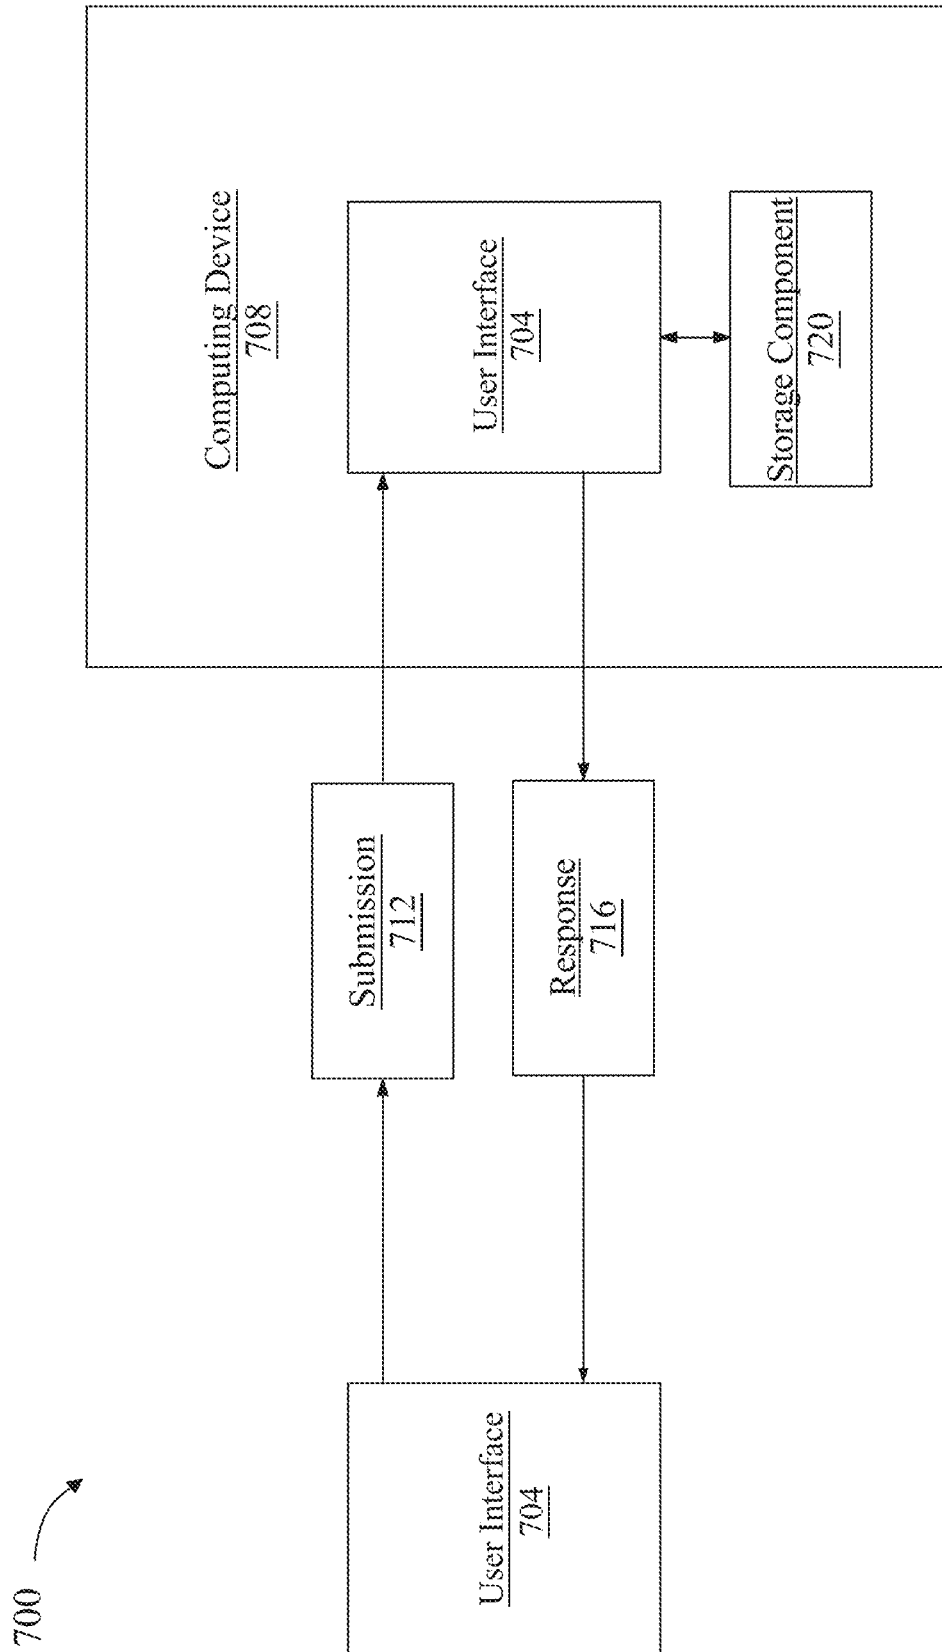 700
User Interface
704
Submission
712
Response
716
Computing Device
708
User Interface
704
Storage Component
720